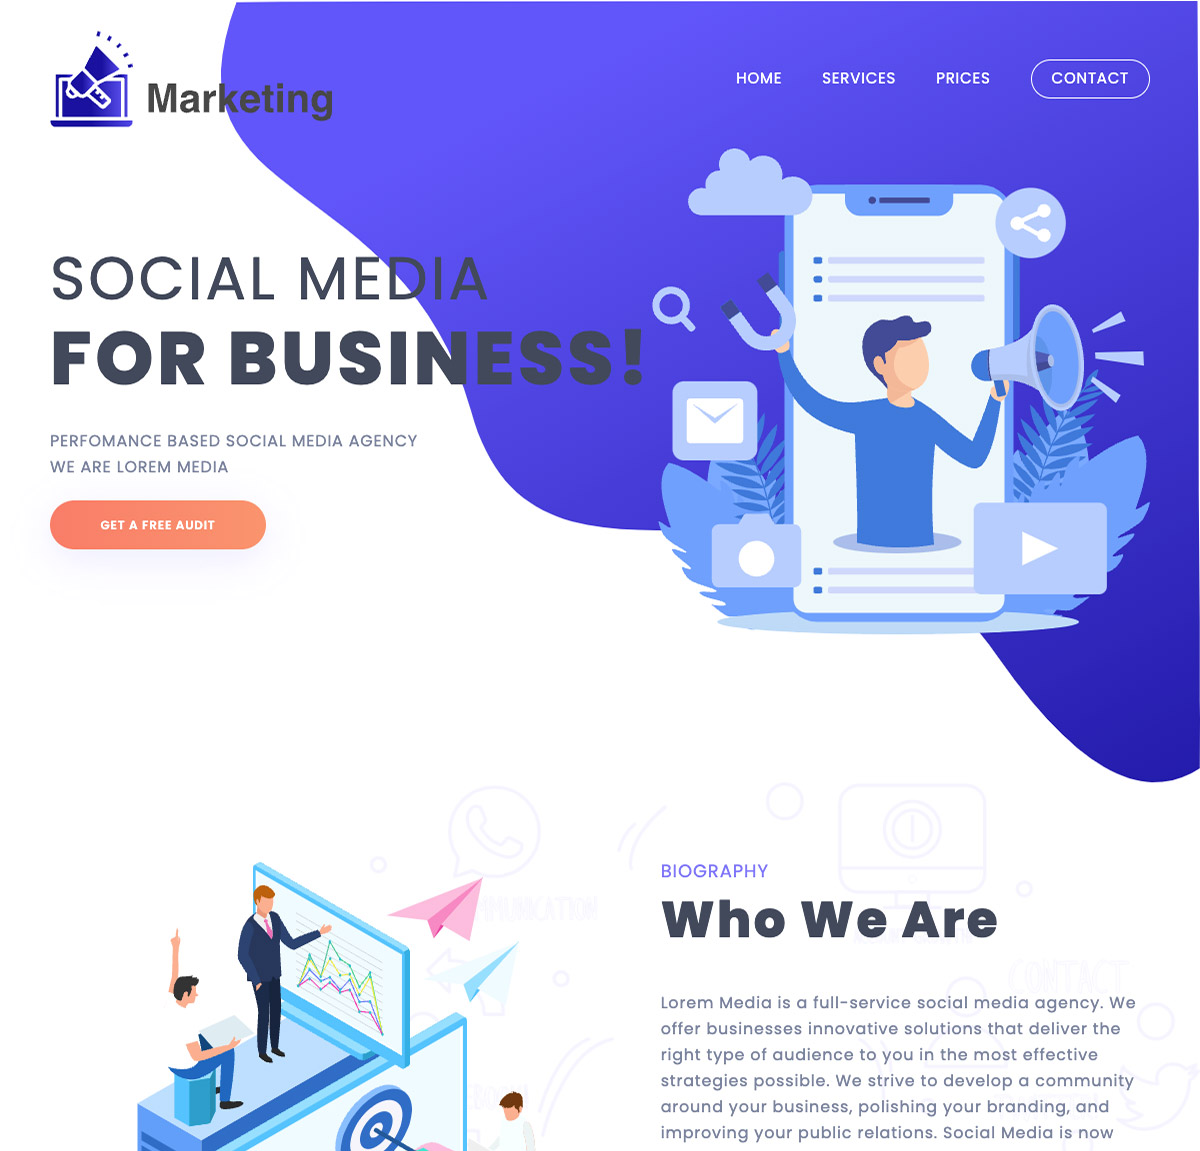 Marketing
HOME SERVICES PRICES CONTACT
SOCIAL MEDIA
FOR BUSINESS!
PERFOMANCE BASED SOCIAL MEDIA AGENCY
WE ARE LOREM MEDIA
GET A FREE AUDIT
BIOGRAPHY
Who We Are
CONTACT
Lorem Media is a full-service social media agency. We
offer businesses innovative solutions that deliver the
right type of audience to you in the most effective
strategies possible. We strive to develop a community
around your business, polishing your branding, and
improving your public relations. Social Media is now